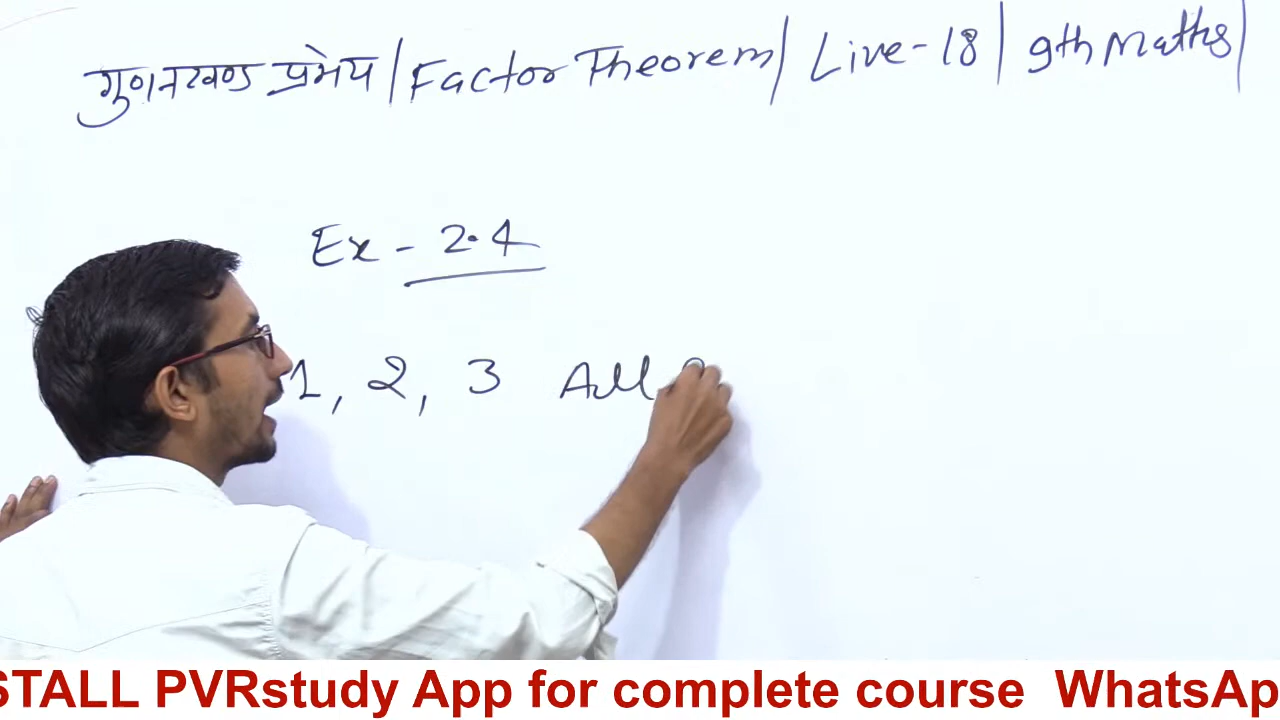 गुणनखण्ड प्रमेय | Factor Theorem | Live-18 | 9th Maths |
Ex - 2.4
1, 2, 3 All
STALL PVRstudy App for complete course WhatsAp